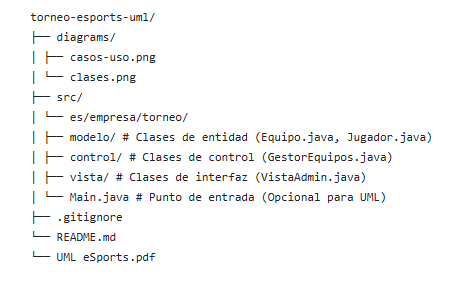 torneo-esports-uml/
├── diagrams/
│ ├── casos-uso.png
│ └── clases.png
├── src/
│ └── es/empresa/torneo/
│ ├── modelo/ # Clases de entidad (Equipo.java, Jugador.java)
│ ├── control/ # Clases de control (GestorEquipos.java)
│ ├── vista/ # Clases de interfaz (VistaAdmin.java)
│ └── Main.java # Punto de entrada (Opcional para UML)
├── .gitignore
└── README.md
└── UML eSports.pdf